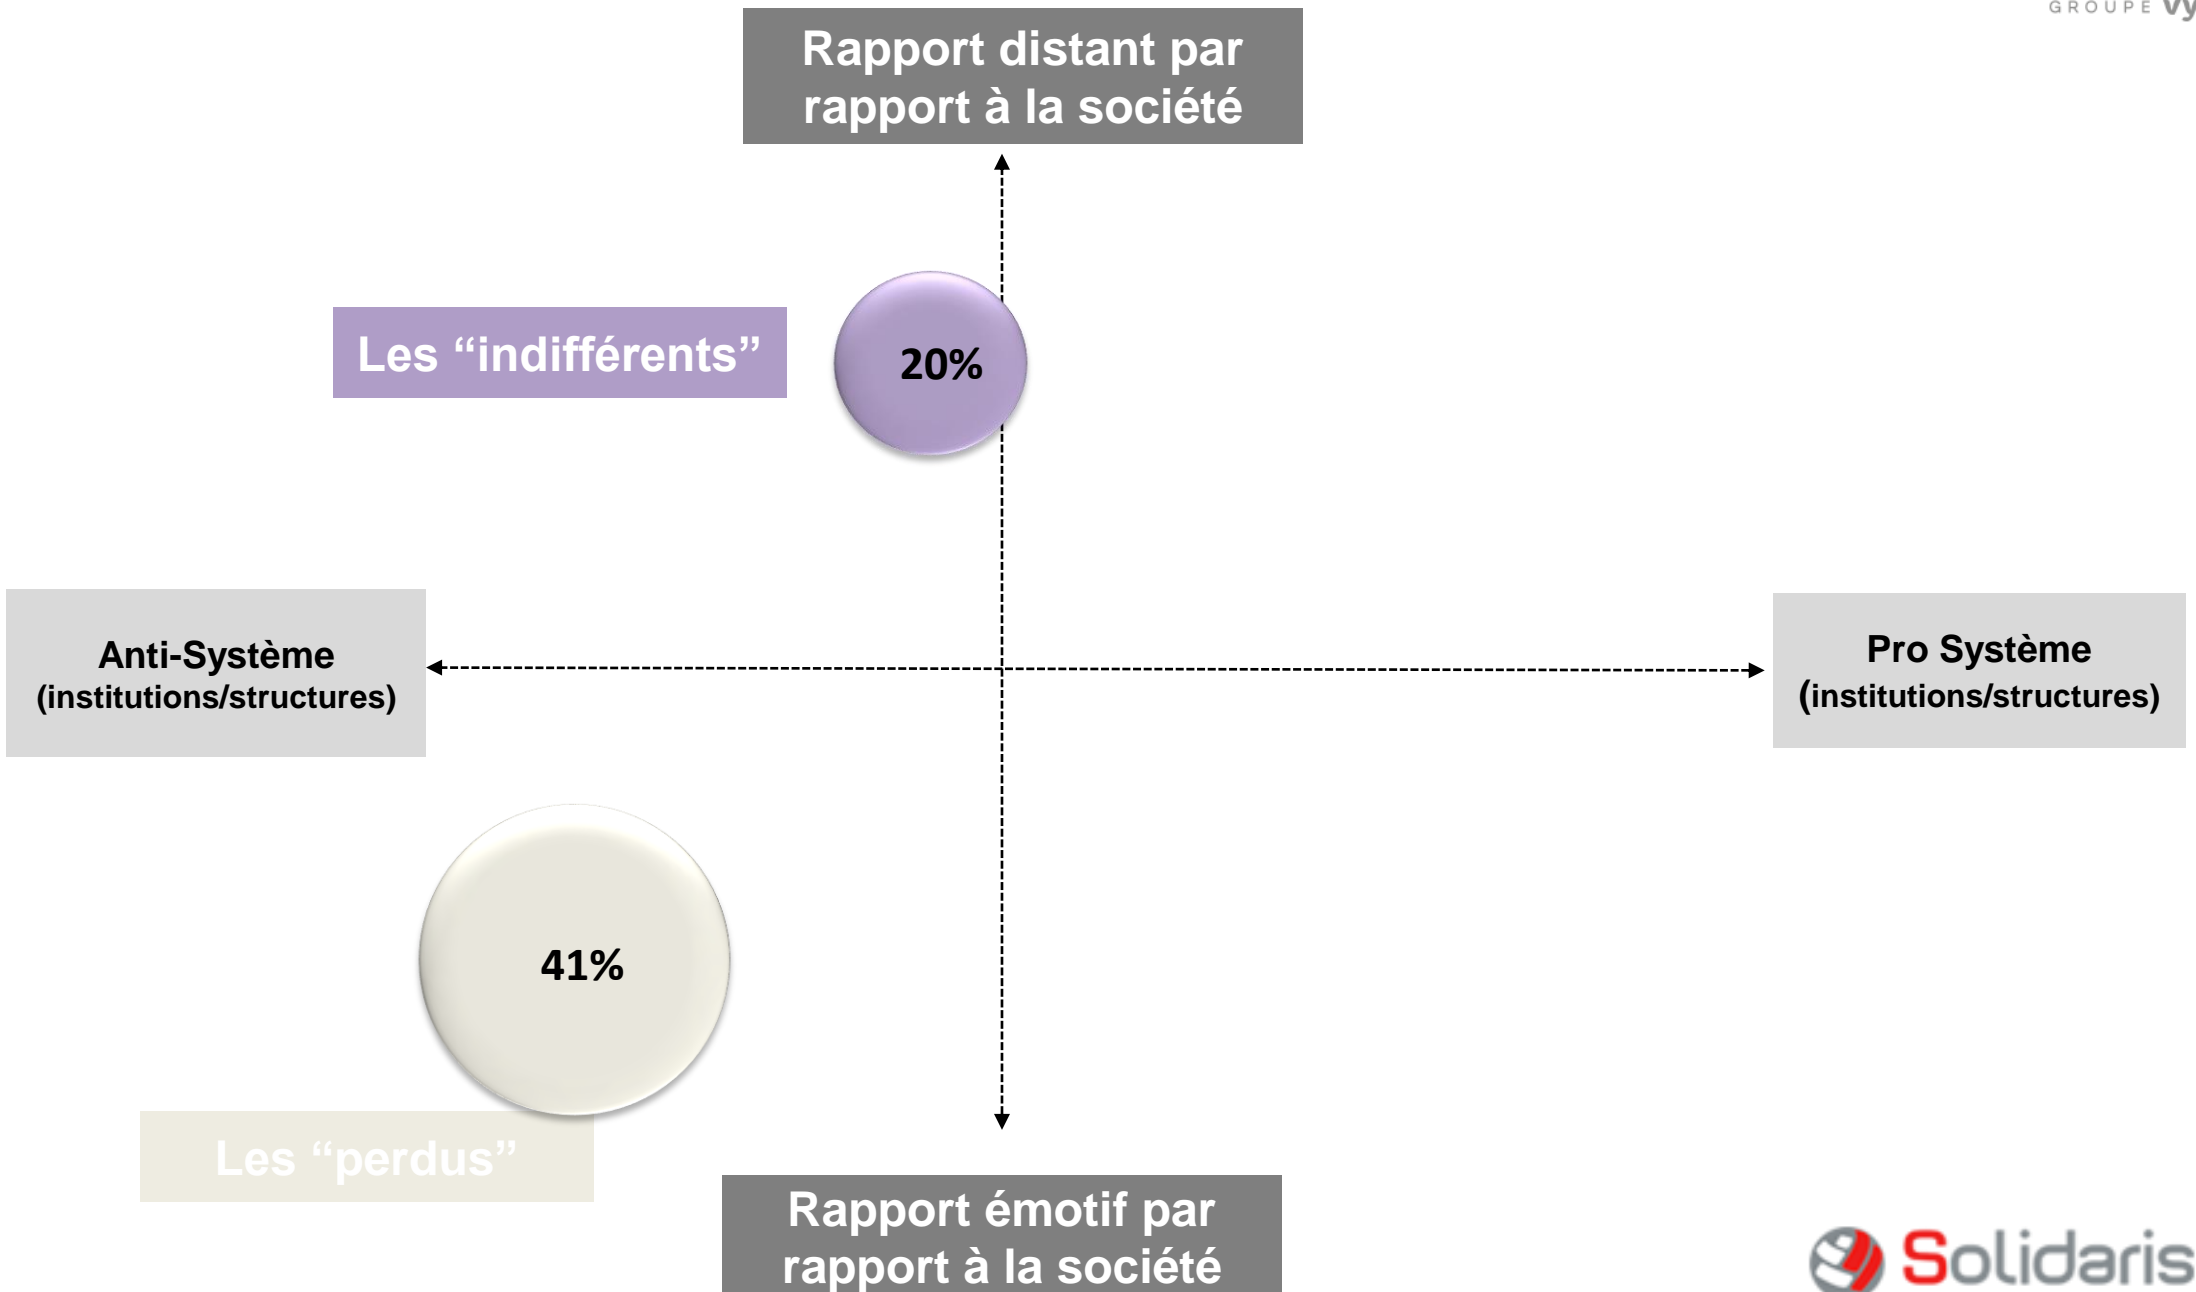 GROUPE
Rapport distant par
rapport à la société
Les “indifférents”
20%
Anti-Système
(institutions/structures)
Pro Système
(institutions/structures)
41%
Les “perdus”
Rapport émotif par
rapport à la société
Solidaris